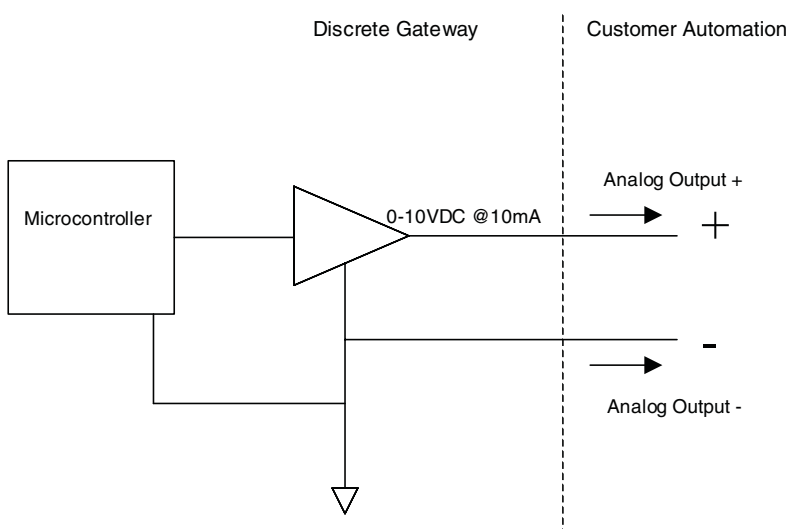 Discrete Gateway
Customer Automation
Microcontroller
0-10VDC @10mA
Analog Output +
+
-
Analog Output -